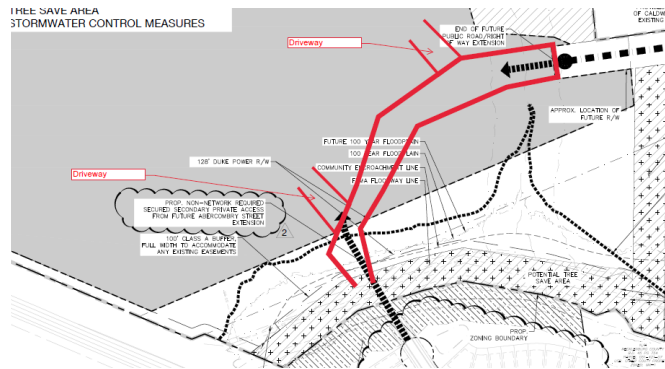 TREE SAVE AREA
STORMWATER CONTROL MEASURES
OF CALDW
EXISTING
Driveway
END OF FUTURE
PUBLIC ROAD/RIGHT
OF WAY EXTENSION
APPROX. LOCATION OF
FUTURE R/W
FUTURE 100 YEAR FLOODPLAIN
100 YEAR FLOODPLAIN
128' DUKE POWER R/W
COMMUNITY ENCROACHMENT LINE
FEMA FLOODWAY LINE
Driveway
PROP. NON-NETWORK REQUIRED
SECURED SECONDARY PRIVATE ACCESS
FROM FUTURE ABERCOMBY STREET
EXTENSION
2
100' CLASS A BUFFER,
FULL WIDTH TO ACCOMMODATE
ANY EXISTING EASEMENTS
POTENTIAL TREE
SAVE AREA
PROP.
ZONING BOUNDARY